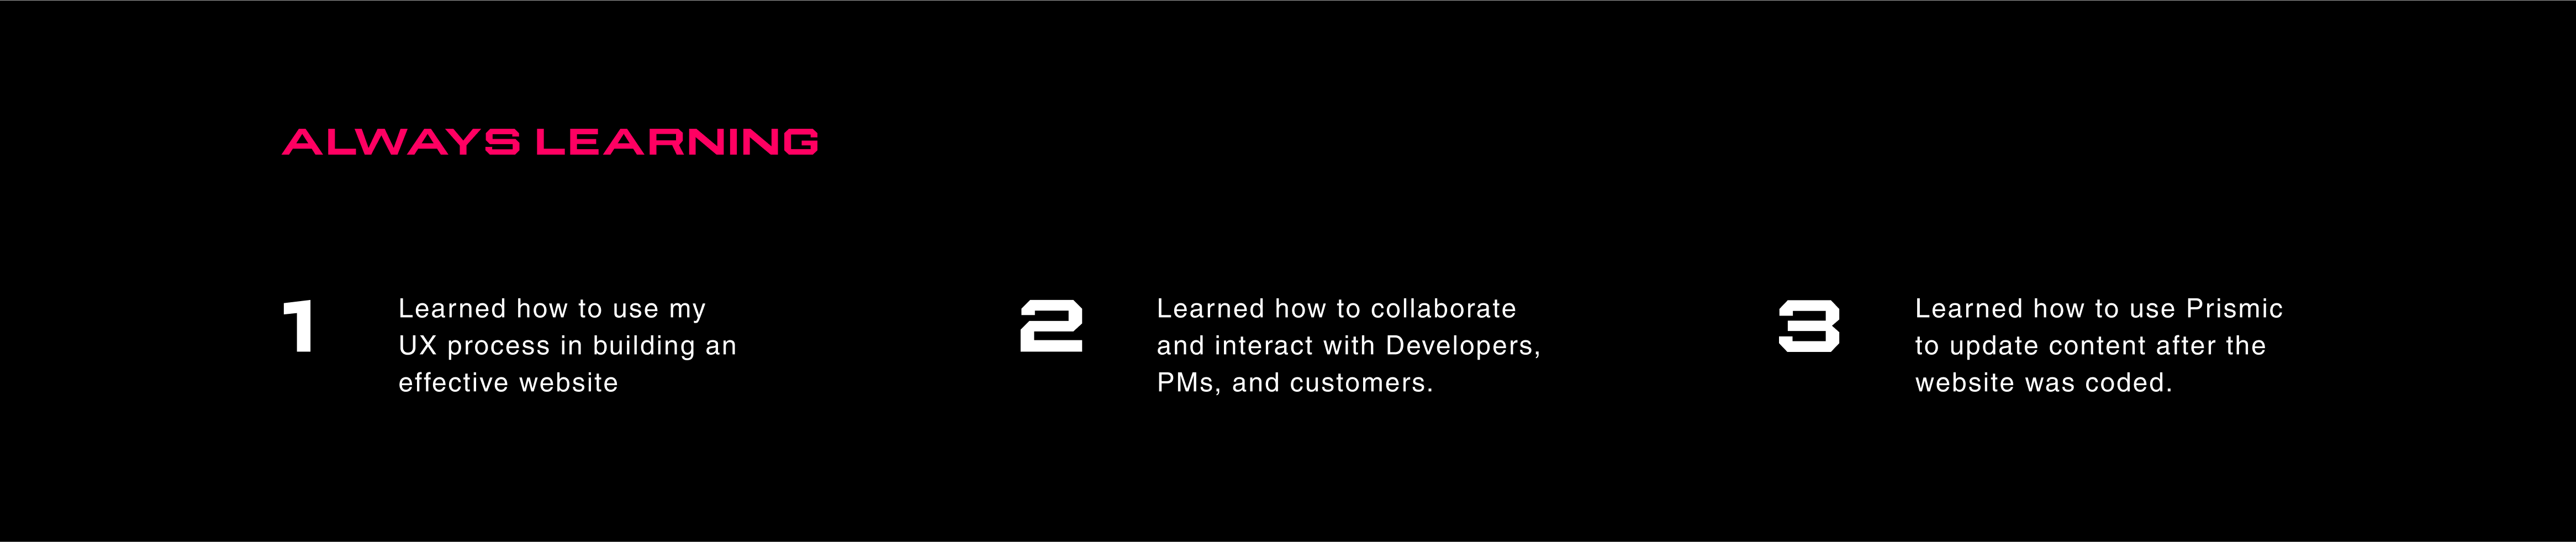 ALWAYS LEARNING
1
Learned how to use my
UX process in building an
effective website
2
Learned how to collaborate
and interact with Developers,
PMs, and customers.
3
Learned how to use Prismic
to update content after the
website was coded.